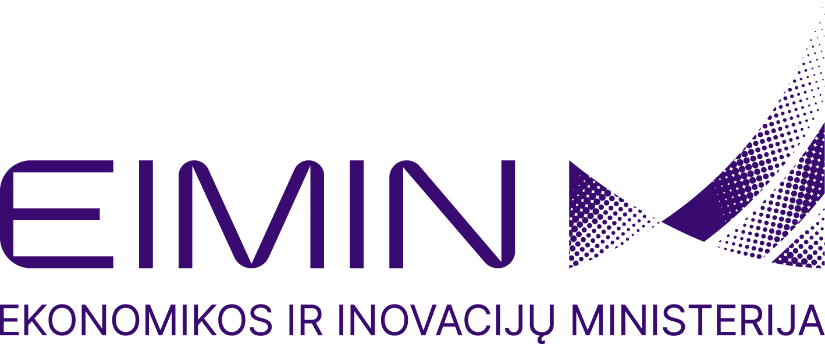 EIMIN
EKONOMIKOS IR INOVACIJŲ MINISTERIJA